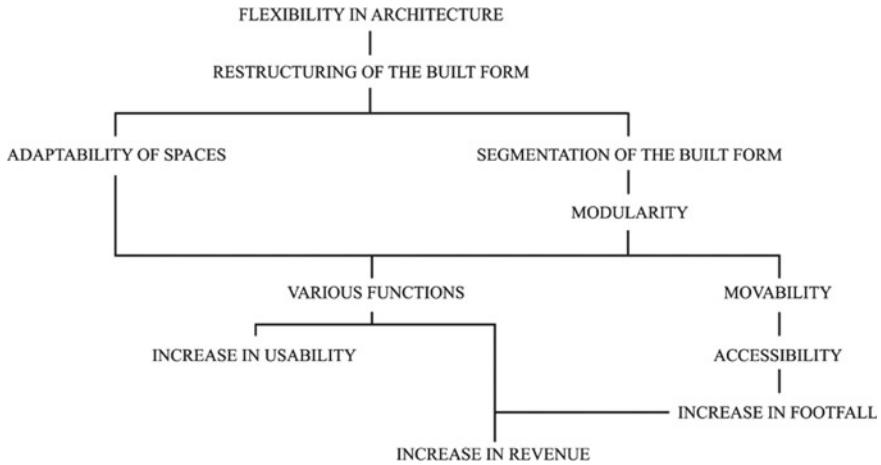 FLEXIBILITY IN ARCHITECTURE
RESTRUCTURING OF THE BUILT FORM
ADAPTABILITY OF SPACES
SEGMENTATION OF THE BUILT FORM
MODULARITY
VARIOUS FUNCTIONS
MOVABILITY
INCREASE IN USABILITY
ACCESSIBILITY
INCREASE IN FOOTFALL
INCREASE IN REVENUE